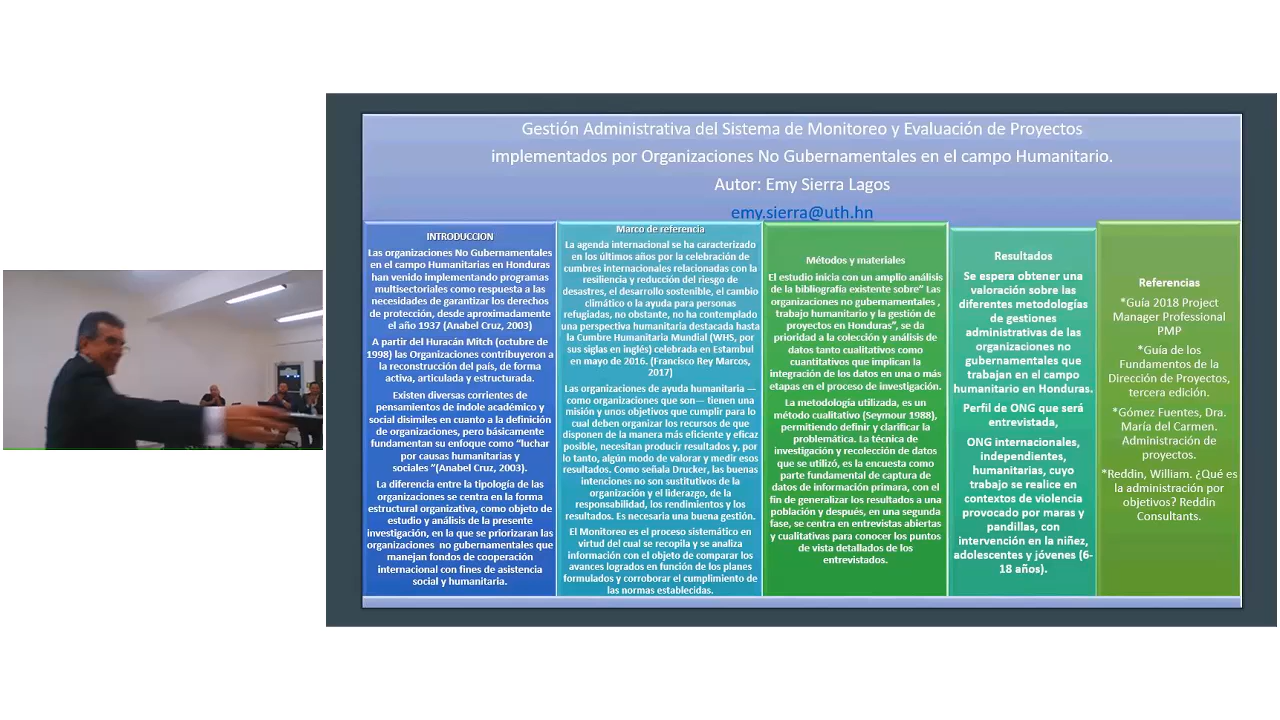 Gestión Administrativa del Sistema de Monitoreo y Evaluación de Proyectos
implementados por Organizaciones No Gubernamentales en el campo Humanitario.
Autor: Emy Sierra Lagos
emy.sierra@uth.hn
INTRODUCCION
Las organizaciones No Gubernamentales
en el campo Humanitarias en Honduras
han venido implementando programas
multisectoriales como respuesta a las
necesidades de garantizar los derechos
de protección, desde aproximadamente
el año 1937 (Anabel Cruz, 2003)
A partir del Huracán Mitch (octubre de
1998) las Organizaciones contribuyeron a
la reconstrucción del país, de forma
activa, articulada y estructurada.
Existen diversas corrientes de
pensamientos de índole académico y
social disimiles en cuanto a la definición
de organizaciones, pero básicamente
fundamentan su enfoque como "luchar
por causas humanitarias y
sociales "(Anabel Cruz, 2003).
La diferencia entre la tipología de las
organizaciones se centra en la forma
estructural organizativa, como objeto de
estudio y análisis de la presente
investigación, en la que se priorizaran las
organizaciones no gubernamentales que
manejan fondos de cooperación
internacional con fines de asistencia
social y humanitaria.
Marco de referencia
La agenda internacional se ha caracterizado
en los últimos años por la celebración de
cumbres internacionales relacionadas con la
resiliencia y reducción del riesgo de
desastres, el desarrollo sostenible, el cambio
climático o la ayuda para personas
refugiadas, no obstante, no ha contemplado
una perspectiva humanitaria destacada hasta
la Cumbre Humanitaria Mundial (WHS, por
sus siglas en inglés) celebrada en Estambul
en mayo de 2016. (Francisco Rey Marcos,
2017)
Las organizaciones de ayuda humanitaria —
como organizaciones que son— tienen una
misión y unos objetivos que cumplir para lo
cual deben organizar los recursos de que
disponen de la manera más eficiente y eficaz
posible, necesitan producir resultados y, por
lo tanto, algún modo de valorar y medir esos
resultados. Como señala Drucker, las buenas
intenciones no son sustitutivos de la
organización y el liderazgo, de la
responsabilidad, los rendimientos y los
resultados. Es necesaria una buena gestión.
El Monitoreo es el proceso sistemático en
virtud del cual se recopila y se analiza
información con el objeto de comparar los
avances logrados en función de los planes
formulados y corroborar el cumplimiento de
las normas establecidas.
Métodos y materiales
El estudio inicia con un amplio análisis
de la bibliografía existente sobre" Las
organizaciones no gubernamentales ,
trabajo humanitario y la gestión de
proyectos en Honduras", se da
prioridad a la colección y análisis de
datos tanto cualitativos como
cuantitativos que implican la
integración de los datos en una o más
etapas en el proceso de investigación.
La metodología utilizada, es un
método cualitativo (Seymour 1988),
permitiendo definir y clarificar la
problemática. La técnica de
investigación y recolección de datos
que se utilizó, es la encuesta como
parte fundamental de captura de
datos de información primaria, con el
fin de generalizar los resultados a una
población y después, en una segunda
fase, se centra en entrevistas abiertas
y cualitativas para conocer los puntos
de vista detallados de los
entrevistados.
Resultados
Se espera obtener una
valoración sobre las
diferentes metodologías
de gestiones
administrativas de las
organizaciones no
gubernamentales que
trabajan en el campo
humanitario en Honduras.
Perfil de ONG que será
entrevistada,
ONG internacionales,
independientes,
humanitarias, cuyo
trabajo se realice en
contextos de violencia
provocado por maras y
pandillas, con
intervención en la niñez,
adolescentes y jóvenes (6-
18 años).
Referencias
*Guía 2018 Project
Manager Professional
PMP
*Guía de los
Fundamentos de la
Dirección de Proyectos,
tercera edición.
*Gómez Fuentes, Dra.
María del Carmen.
Administración de
proyectos.
*Reddin, William. ¿Qué es
la administración por
objetivos? Reddin
Consultants.